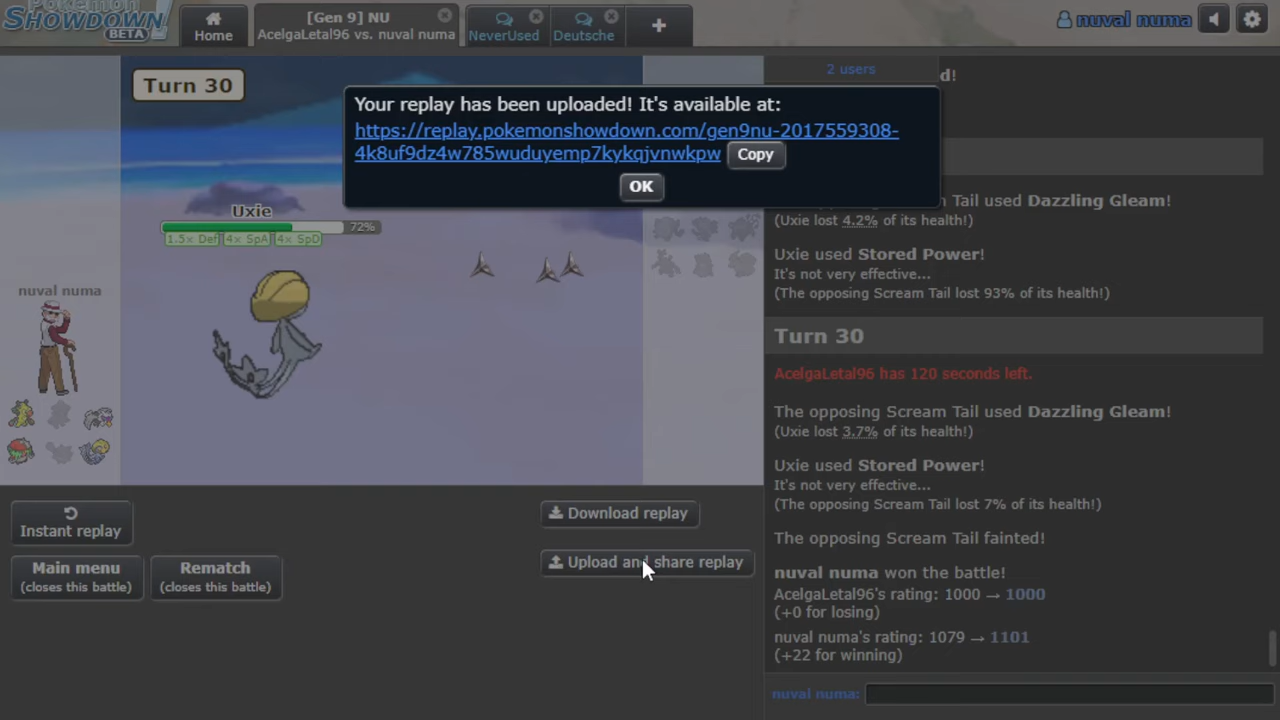 Pokémon
SHOWDOWN!
BETA
Home
[Gen 9] NU
AcelgaLetal96 vs. nuval numa
NeverUsed
Deutsche
+
nuval numa
Turn 30
2 users
d!
Your replay has been uploaded! It's available at:
https://replay.pokemonshowdown.com/gen9nu-2017559308-
4k8uf9dz4w785wuduyemp7kykqjvnwkpw Copy
OK
Tail used Dazzling Gleam!
(Uxie lost 4.2% of its health!)
Uxie used Stored Power!
It's not very effective...
(The opposing Scream Tail lost 93% of its health!)
Turn 30
AcelgaLetal96 has 120 seconds left.
The opposing Scream Tail used Dazzling Gleam!
(Uxie lost 3.7% of its health!)
Uxie used Stored Power!
It's not very effective...
(The opposing Scream Tail lost 7% of its health!)
The opposing Scream Tail fainted!
nuval numa won the battle!
AcelgaLetal96's rating: 1000 → 1000
(+0 for losing)
nuval numa's rating: 1079 → 1101
(+22 for winning)
nuval numa:
Uxie
72%
1.5× Def 4× SpA 4× SpD
nuval numa
Instant replay
Download replay
Upload and share replay
Main menu
(closes this battle)
Rematch
(closes this battle)